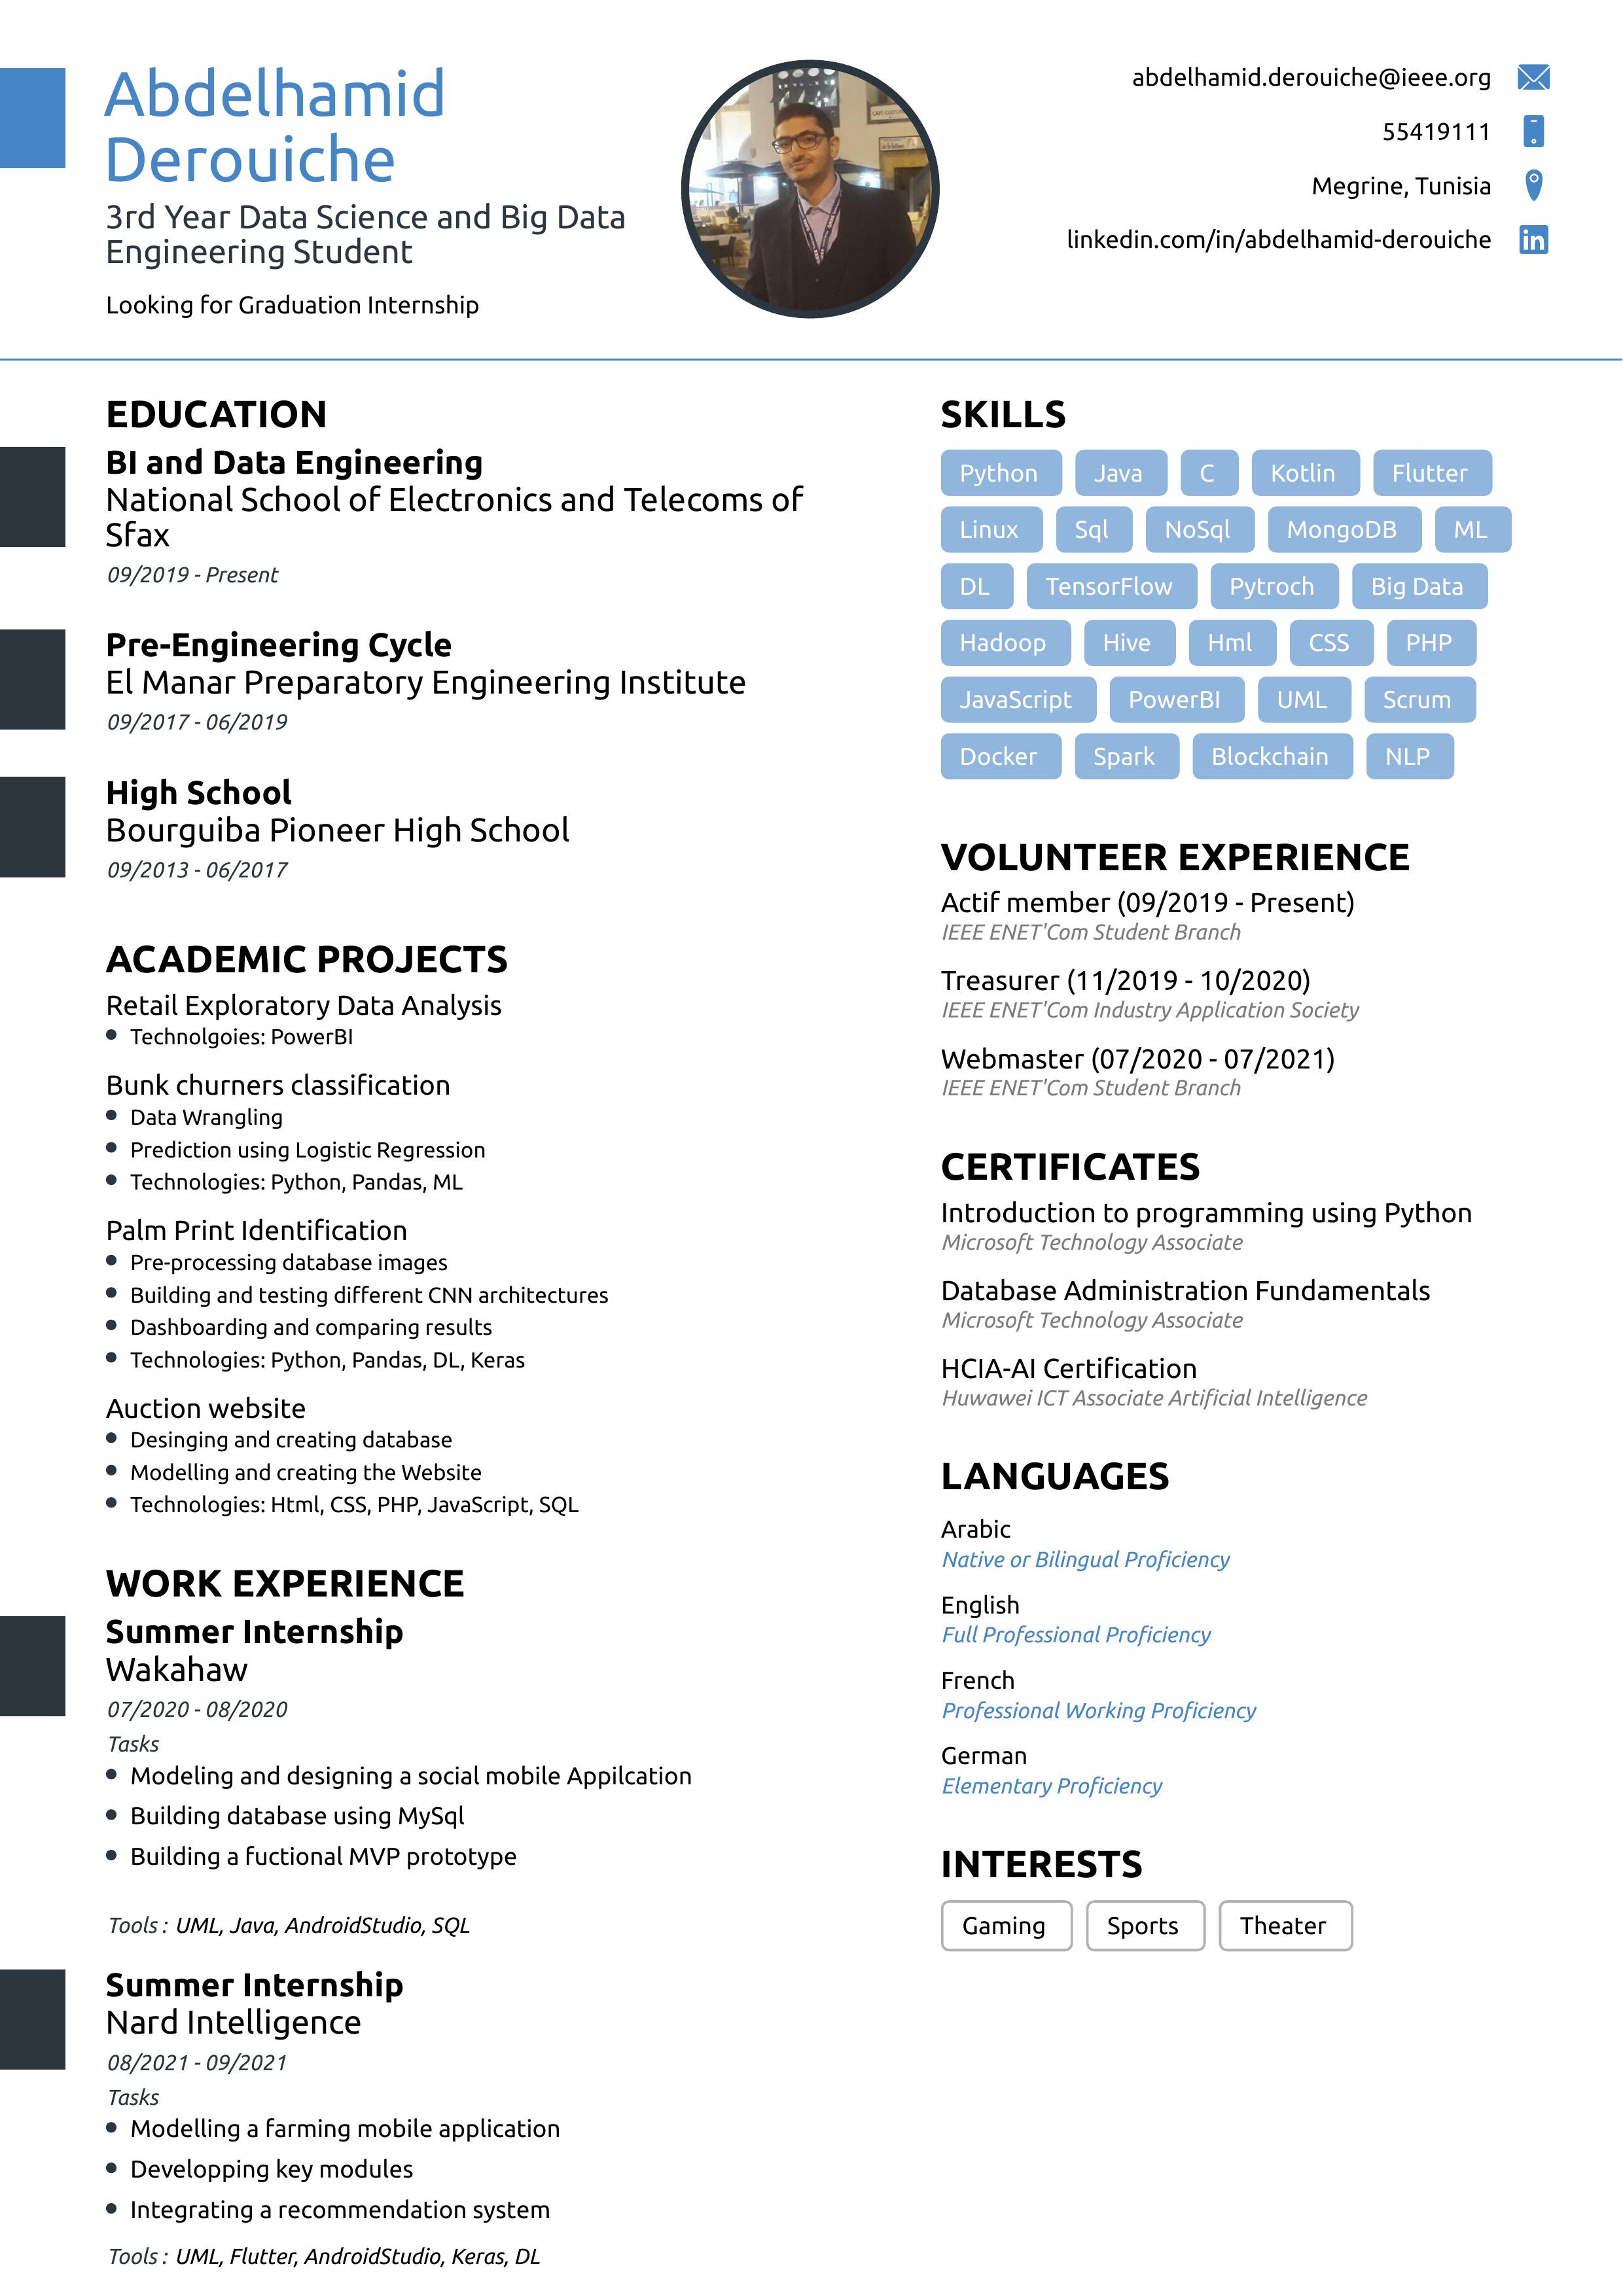 Abdelhamid
Derouiche
3rd Year Data Science and Big Data
Engineering Student
Looking for Graduation Internship
abdelhamid.derouiche@ieee.org
55419111
Megrine, Tunisia
linkedin.com/in/abdelhamid-derouiche
EDUCATION
BI and Data Engineering
National School of Electronics and Telecoms of
Sfax
09/2019 - Present
Pre-Engineering Cycle
El Manar Preparatory Engineering Institute
09/2017 - 06/2019
High School
Bourguiba Pioneer High School
09/2013 - 06/2017
ACADEMIC PROJECTS
Retail Exploratory Data Analysis
Technolgoies: PowerBI
Bunk churners classification
Data Wrangling
Prediction using Logistic Regression
Technologies: Python, Pandas, ML
Palm Print Identification
Pre-processing database images
Building and testing different CNN architectures
Dashboarding and comparing results
Technologies: Python, Pandas, DL, Keras
Auction website
Desinging and creating database
Modelling and creating the Website
Technologies: Html, CSS, PHP, JavaScript, SQL
WORK EXPERIENCE
Summer Internship
Wakahaw
07/2020 - 08/2020
Tasks
Modeling and designing a social mobile Appilcation
Building database using MySql
Building a fuctional MVP prototype
Tools : UML, Java, AndroidStudio, SQL
Summer Internship
Nard Intelligence
08/2021 - 09/2021
Tasks
Modelling a farming mobile application
Developping key modules
Integrating a recommendation system
Tools : UML, Flutter, AndroidStudio, Keras, DL
SKILLS
Python Java C Kotlin Flutter
Linux Sql NoSql MongoDB ML
DL TensorFlow Pytroch Big Data
Hadoop Hive Hml CSS PHP
JavaScript PowerBI UML Scrum
Docker Spark Blockchain NLP
VOLUNTEER EXPERIENCE
Actif member (09/2019 - Present)
IEEE ENET'Com Student Branch
Treasurer (11/2019 - 10/2020)
IEEE ENET'Com Industry Application Society
Webmaster (07/2020 - 07/2021)
IEEE ENET'Com Student Branch
CERTIFICATES
Introduction to programming using Python
Microsoft Technology Associate
Database Administration Fundamentals
Microsoft Technology Associate
HCIA-AI Certification
Huwawei ICT Associate Artificial Intelligence
LANGUAGES
Arabic
Native or Bilingual Proficiency
English
Full Professional Proficiency
French
Professional Working Proficiency
German
Elementary Proficiency
INTERESTS
Gaming Sports Theater